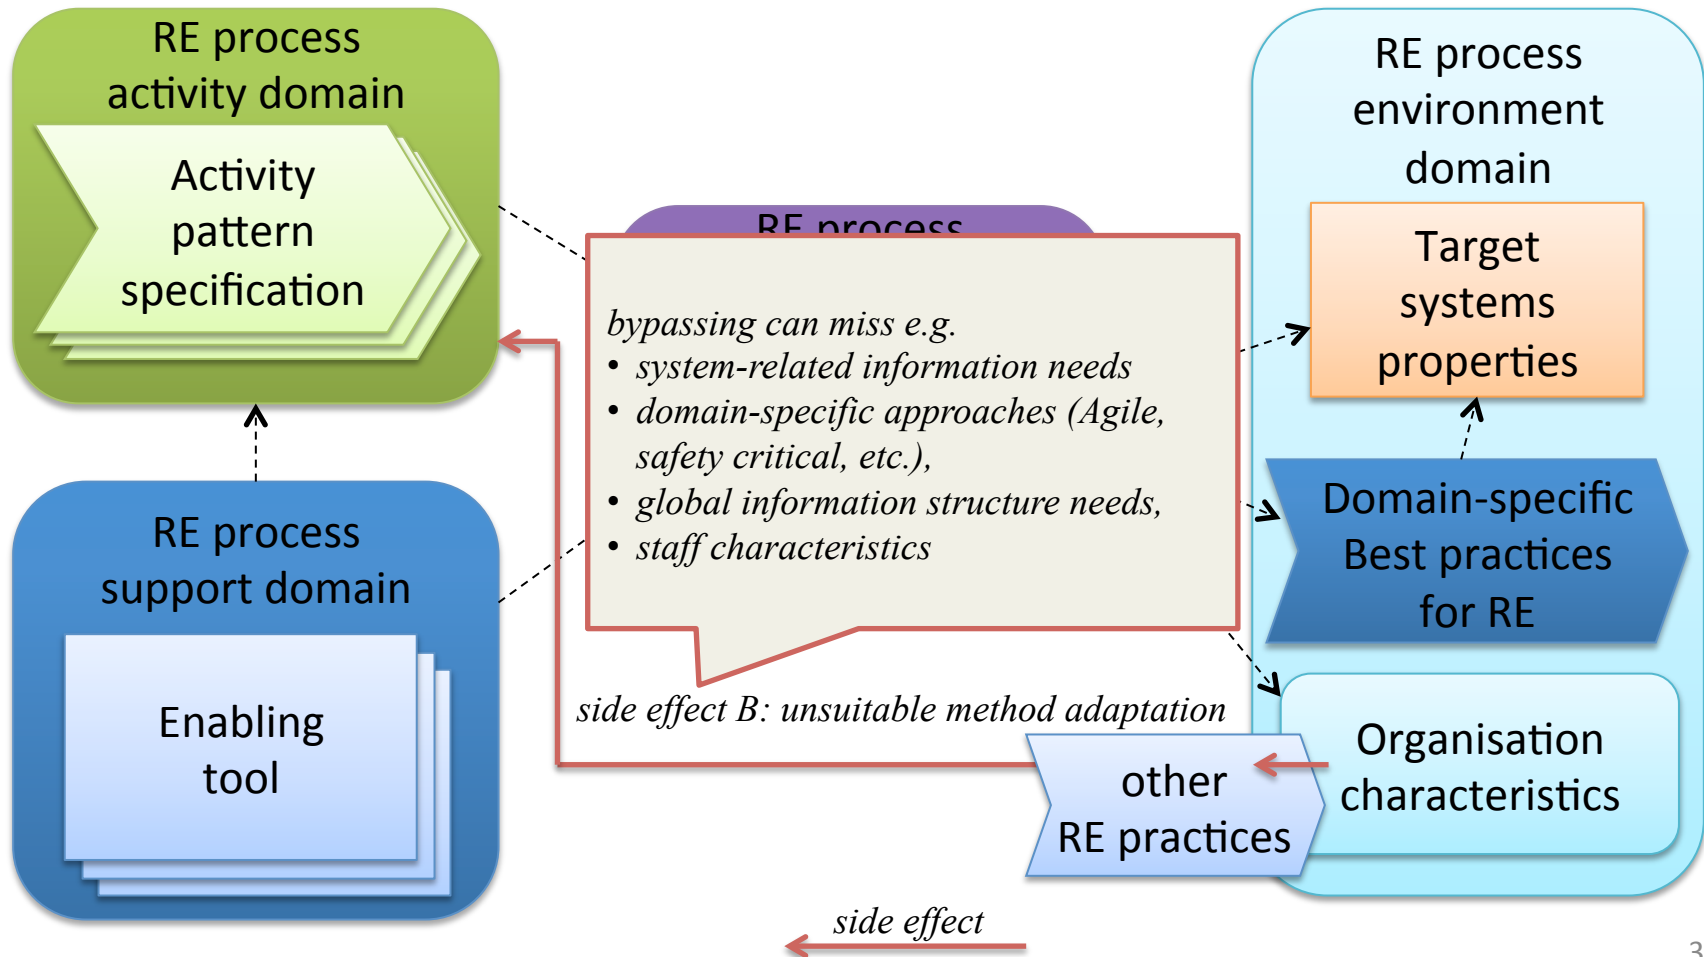 RE process
activity domain
Activity
pattern
specification
RE process
support domain
Enabling
tool
RE process
bypassing can miss e.g.
• system-related information needs
• domain-specific approaches (Agile,
safety critical, etc.),
• global information structure needs,
• staff characteristics
side effect B: unsuitable method adaptation
other
RE practices
RE process
environment
domain
Target
systems
properties
Domain-specific
Best practices
for RE
Organisation
characteristics
side effect
3